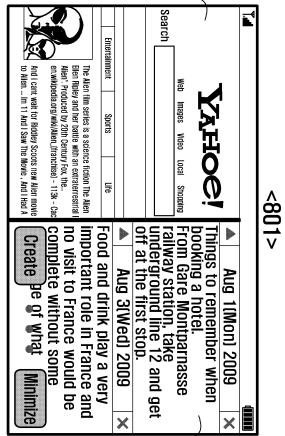 <801>
YAHOO!
Web Images Video Local Shopping
Search
Entertainment Sports Life
The Alien film series is a science fiction The Alien
Ellen Ripley and her battle with an extraterrestrial l
Alien". Produced by 20th Century Fox, the..
en.wikipedia.org/wiki/Alien_(franchise) - 113k - Cac
And i cant wait for Riddley Scoots new Alien movie
to Alien. ... Im 11 And I Saw The Movie . And I Had A
Aug 1[Mon] 2009
Things to remember when
booking a hotel.
From Gare Montparnasse
railway station, take
underground line 12 and get
off at the first stop.
Aug 3(Wed) 2009
Food and drink play a very
important role in France and
no visit to France would be
complete without some
ge of what
Create
Minimize